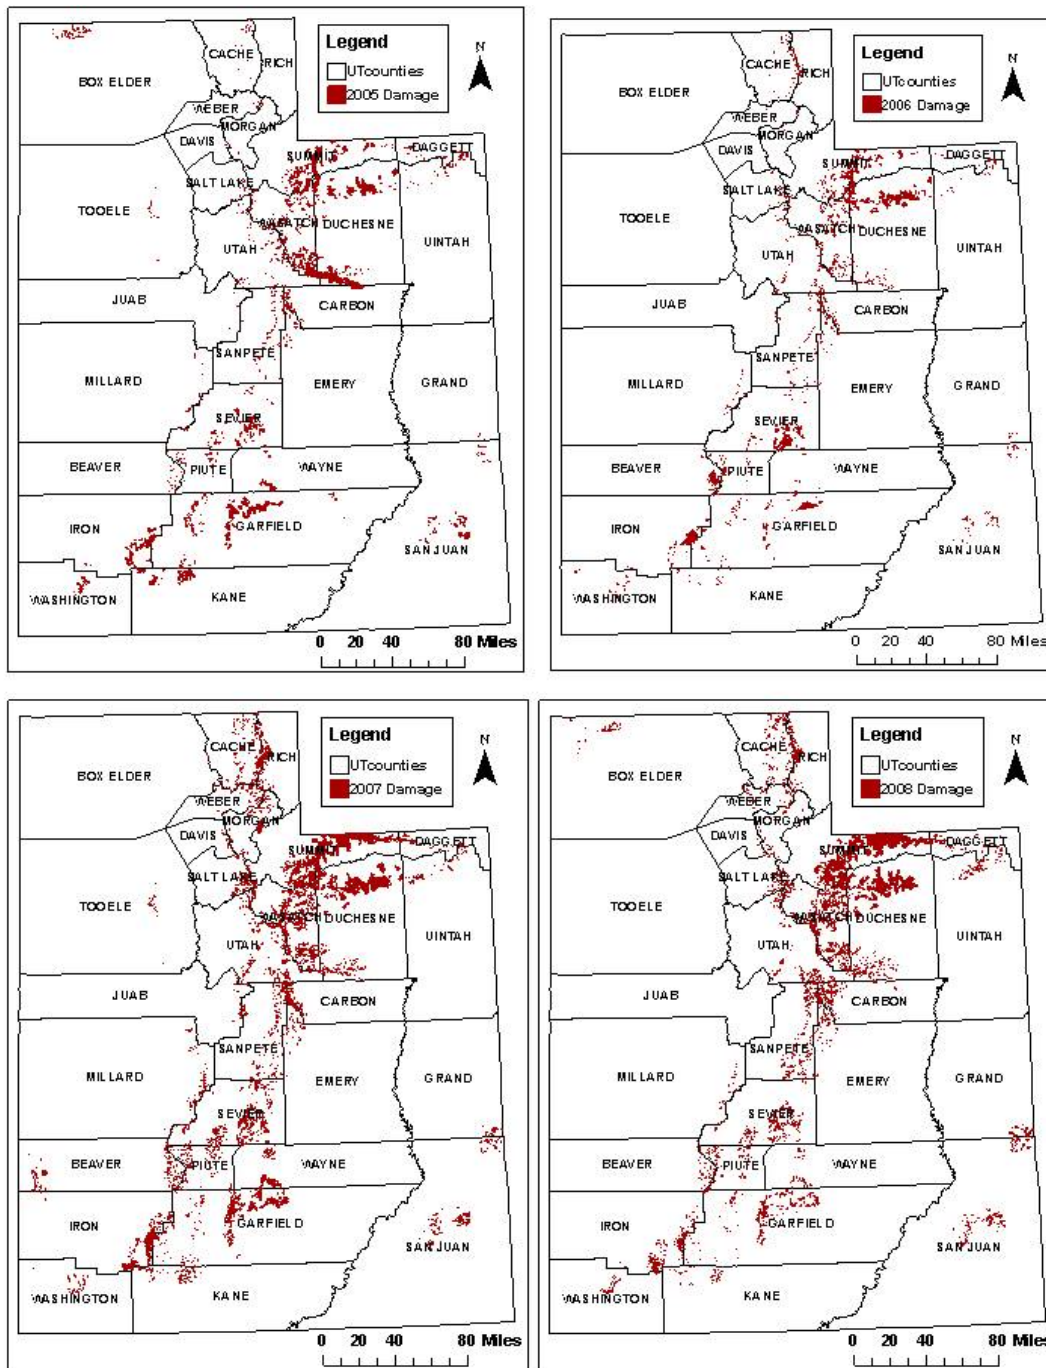 Legend
N
UTcounties
2005 Damage
CACHE
RICH
BOX ELDER
WEBER
MORGAN
DAVIS
SUMMIT
DAGGETT
SALT LAKE
TOOELE
WASATCH
DUCHESNE
UINTAH
UTAH
JUAB
CARBON
SANPETE
MILLARD
EMERY
GRAND
SEVIER
BEAVER
PIUTE
WAYNE
IRON
GARFIELD
SAN JUAN
WASHINGTON
KANE
0 20 40 80 Miles
Legend
N
UTcounties
2006 Damage
CACHE
RICH
BOX ELDER
WEBER
MORGAN
DAVIS
SUMMIT
DAGGETT
SALT LAKE
TOOELE
WASATCH
DUCHESNE
UINTAH
UTAH
JUAB
CARBON
SANPETE
MILLARD
EMERY
GRAND
SEVIER
BEAVER
PIUTE
WAYNE
IRON
GARFIELD
SAN JUAN
WASHINGTON
KANE
0 20 40 80 Miles
Legend
N
UTcounties
2007 Damage
CACHE
RICH
BOX ELDER
WEBER
MORGAN
DAVIS
SUMMIT
DAGGETT
SALT LAKE
TOOELE
WASATCH
DUCHESNE
UINTAH
UTAH
JUAB
CARBON
SANPETE
MILLARD
EMERY
GRAND
SEVIER
BEAVER
PIUTE
WAYNE
IRON
GARFIELD
SAN JUAN
WASHINGTON
KANE
0 20 40 80 Miles
Legend
N
UTcounties
2008 Damage
CACHE
RICH
BOX ELDER
WEBER
MORGAN
DAVIS
SUMMIT
DAGGETT
SALT LAKE
TOOELE
WASATCH
DUCHESNE
UINTAH
UTAH
JUAB
CARBON
SANPETE
MILLARD
EMERY
GRAND
SEVIER
BEAVER
PIUTE
WAYNE
IRON
GARFIELD
SAN JUAN
WASHINGTON
KANE
0 20 40 80 Miles